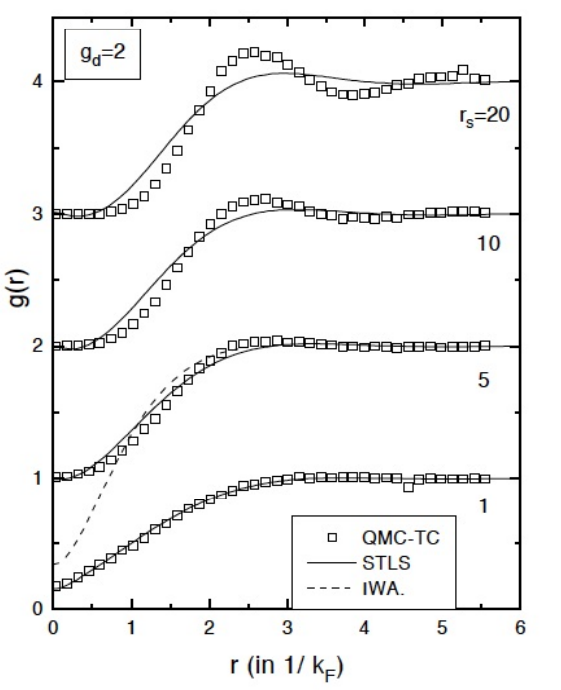 g_d=2
4
r_s=20
3
10
g(r)
2
5
1
1
QMC-TC
STLS
IWA.
0
0 1 2 3 4 5 6
r (in 1/ k_F)